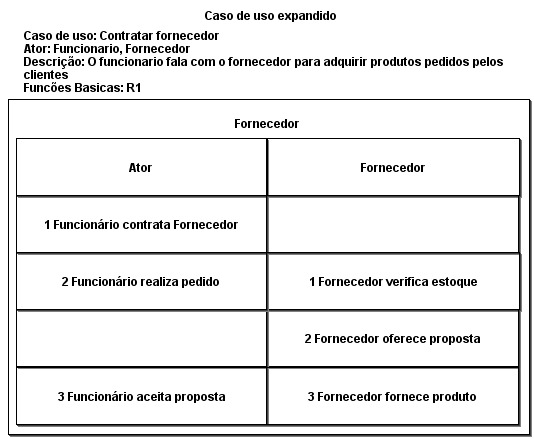 Caso de uso expandido
Caso de uso: Contratar fornecedor
Ator: Funcionario, Fornecedor
Descrição: O funcionario fala com o fornecedor para adquirir produtos pedidos pelos
clientes
Funcões Basicas: R1
Fornecedor
Ator Fornecedor
1 Funcionário contrata Fornecedor
2 Funcionário realiza pedido 1 Fornecedor verifica estoque
2 Fornecedor oferece proposta
3 Funcionário aceita proposta 3 Fornecedor fornece produto